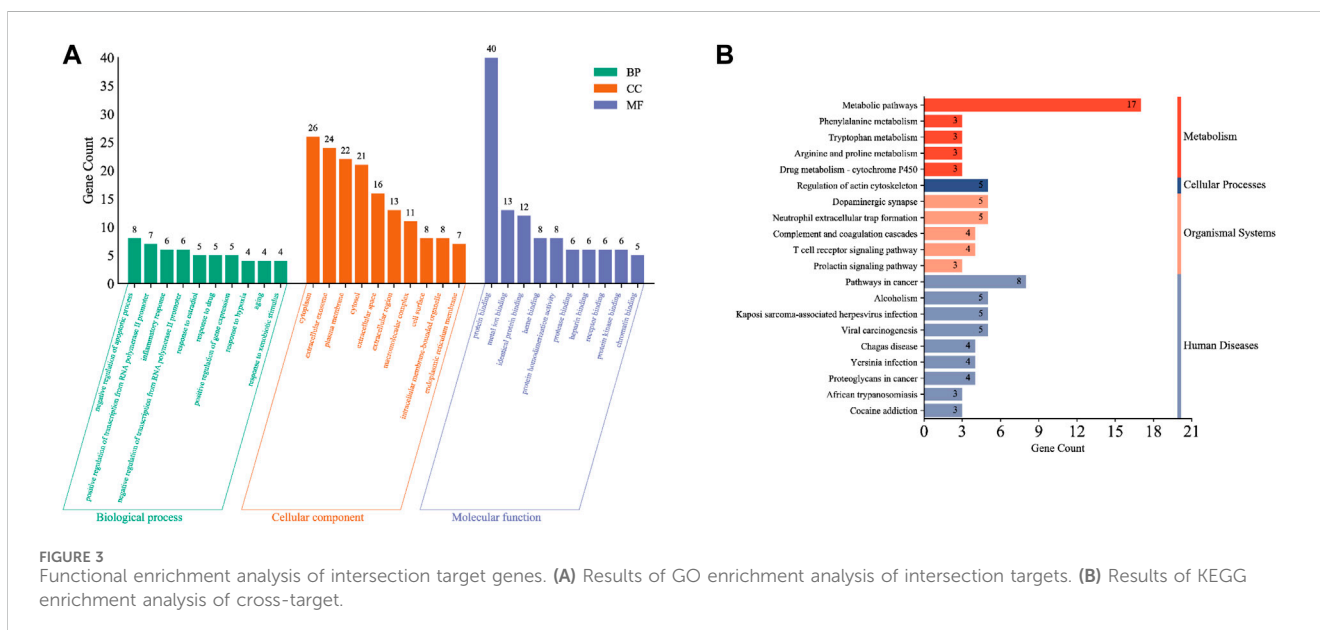 A
40
35
30
25
20
15
10
5
0
Gene Count
BP
CC
MF
8
7
6
6
5
5
5
4
4
4
26
24
22
21
16
13
11
8
8
7
40
13
12
8
8
6
6
6
6
5
negative regulation of apoptotic process
positive regulation of transcription from RNA polymerase II promoter
inflammatory response
negative regulation of transcription from RNA polymerase II promoter
response to estradiol
response to drug
positive regulation of gene expression
response to hypoxia
aging
response to xenobiotic stimulus
cytoplasm
extracellular exosome
plasma membrane
cytosol
extracellular space
extracellular region
macromolecular complex
cell surface
intracellular membrane-bounded organelle
endoplasmic reticulum membrane
protein binding
metal ion binding
identical protein binding
heme binding
protein homodimerization activity
protease binding
heparin binding
receptor binding
protein kinase binding
chromatin binding
Biological process
Cellular component
Molecular function
B
Metabolic pathways 17
Phenylalanine metabolism 3
Tryptophan metabolism 3
Arginine and proline metabolism 3
Drug metabolism - cytochrome P450 3
Regulation of actin cytoskeleton 5
Dopaminergic synapse 5
Neutrophil extracellular trap formation 5
Complement and coagulation cascades 4
T cell receptor signaling pathway 4
Prolactin signaling pathway 3
Pathways in cancer 8
Alcoholism 5
Kaposi sarcoma-associated herpesvirus infection 5
Viral carcinogenesis 5
Chagas disease 4
Yersinia infection 4
Proteoglycans in cancer 4
African trypanosomiasis 3
Cocaine addiction 3
Metabolism
Cellular Processes
Organismal Systems
Human Diseases
0 3 6 9 12 15 18 21
Gene Count
FIGURE 3
Functional enrichment analysis of intersection target genes. (A) Results of GO enrichment analysis of intersection targets. (B) Results of KEGG
enrichment analysis of cross-target.